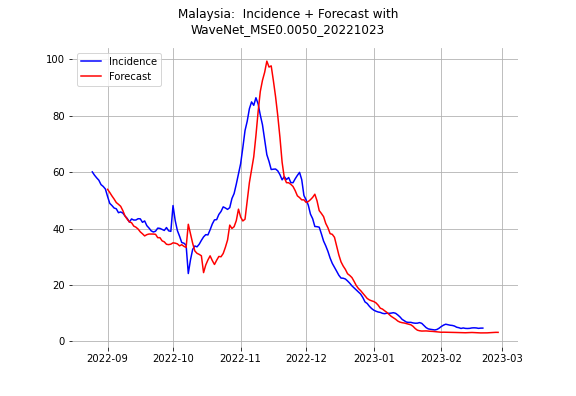 Malaysia:  Incidence + Forecast with
WaveNet_MSE0.0050_20221023
Incidence
Forecast
100
80
60
40
20
0
2022-09 2022-10 2022-11 2022-12 2023-01 2023-02 2023-03